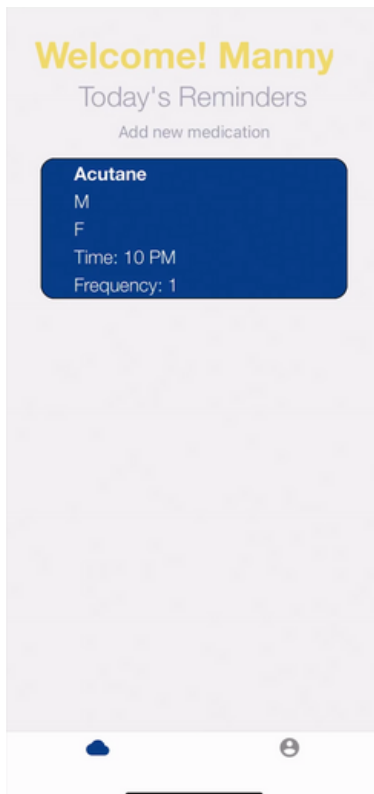 Welcome! Manny
Today's Reminders
Add new medication
Acutane
M
F
Time: 10 PM
Frequency: 1